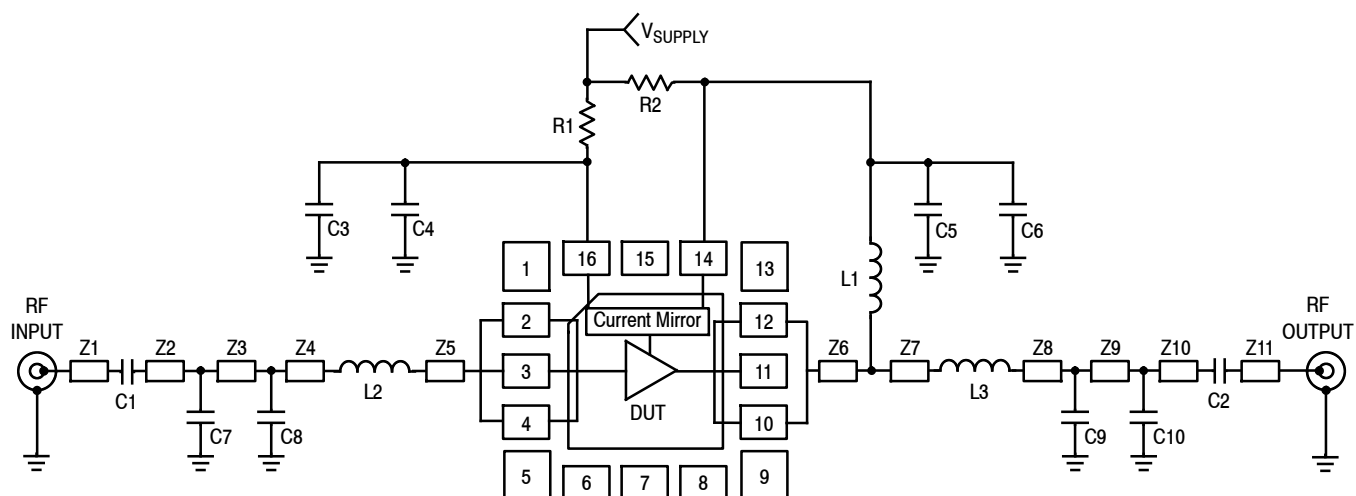 VSUPPLY
R2
R1
C3
C4
C5
C6
1
16
15
14
13
L1
RF
INPUT
RF
OUTPUT
2
Current Mirror
12
Z1
Z2
Z3
Z4
Z5
3
11
Z6
Z7
Z8
Z9
Z10
Z11
C1
L2
L3
C2
DUT
4
10
C7
C8
C9
C10
5
6
7
8
9